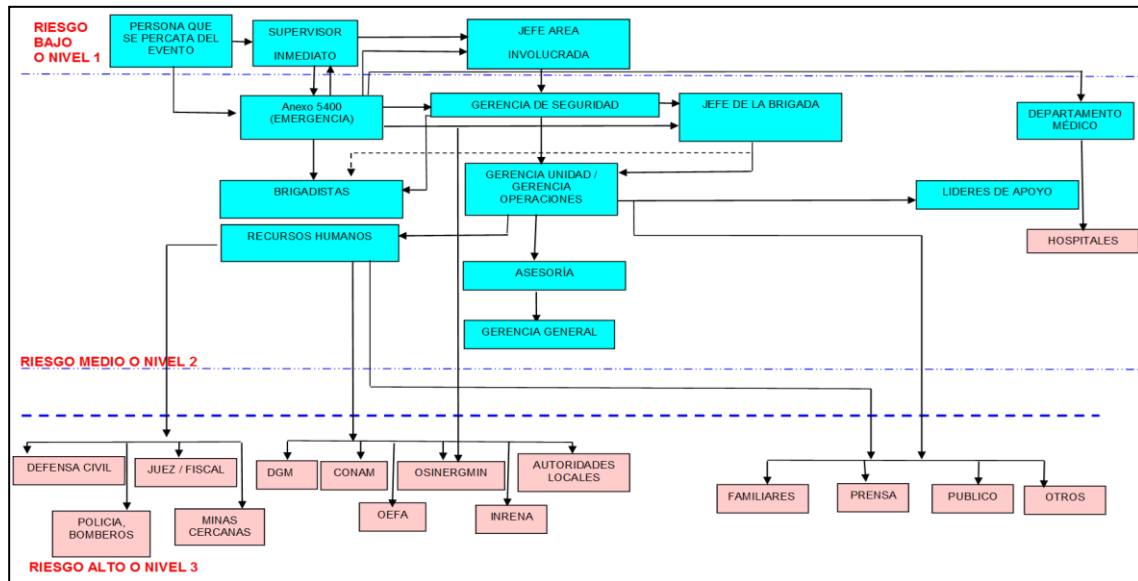 RIESGO
BAJO
O NIVEL 1
PERSONA QUE
SE PERCATA DEL
EVENTO
SUPERVISOR
INMEDIATO
JEFE AREA
INVOLUCRADA
Anexo 5400
(EMERGENCIA)
GERENCIA DE SEGURIDAD
JEFE DE LA BRIGADA
DEPARTAMENTO
MÉDICO
BRIGADISTAS
GERENCIA UNIDAD /
GERENCIA
OPERACIONES
LIDERES DE APOYO
RECURSOS HUMANOS
HOSPITALES
ASESORÍA
GERENCIA GENERAL
RIESGO MEDIO O NIVEL 2
DEFENSA CIVIL
JUEZ / FISCAL
DGM
CONAM
OSINERGMIN
AUTORIDADES
LOCALES
FAMILIARES
PRENSA
PUBLICO
OTROS
POLICIA,
BOMBEROS
MINAS
CERCANAS
OEFA
INRENA
RIESGO ALTO O NIVEL 3